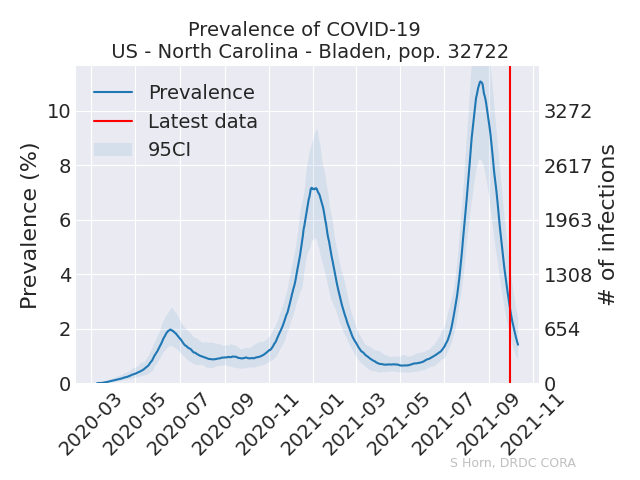 Prevalence of COVID-19
US - North Carolina - Bladen, pop. 32722
Prevalence
Latest data
95CI
Prevalence (%)
10
8
6
4
2
0
3272
2617
1963
1308
654
0
# of infections
2020-03
2020-05
2020-07
2020-09
2020-11
2021-01
2021-03
2021-05
2021-07
2021-09
2021-11
S Horn, DRDC CORA